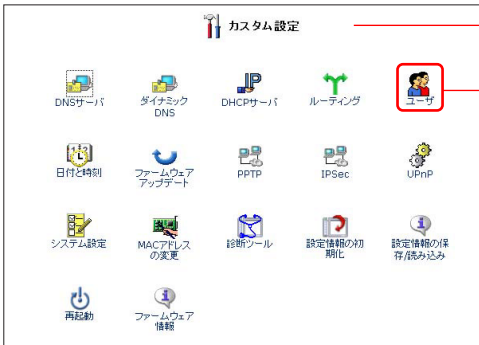 カスタム設定
DNSサーバ
ダイナミック
DNS
IP
DHCPサーバ
ルーティング
ユーザ
日付と時刻
ファームウェア
アップデート
PPTP
IPSec
UPnP
システム設定
MACアドレス
の変更
診断ツール
設定情報の初
期化
設定情報の保
存/読み込み
再起動
ファームウェア
情報